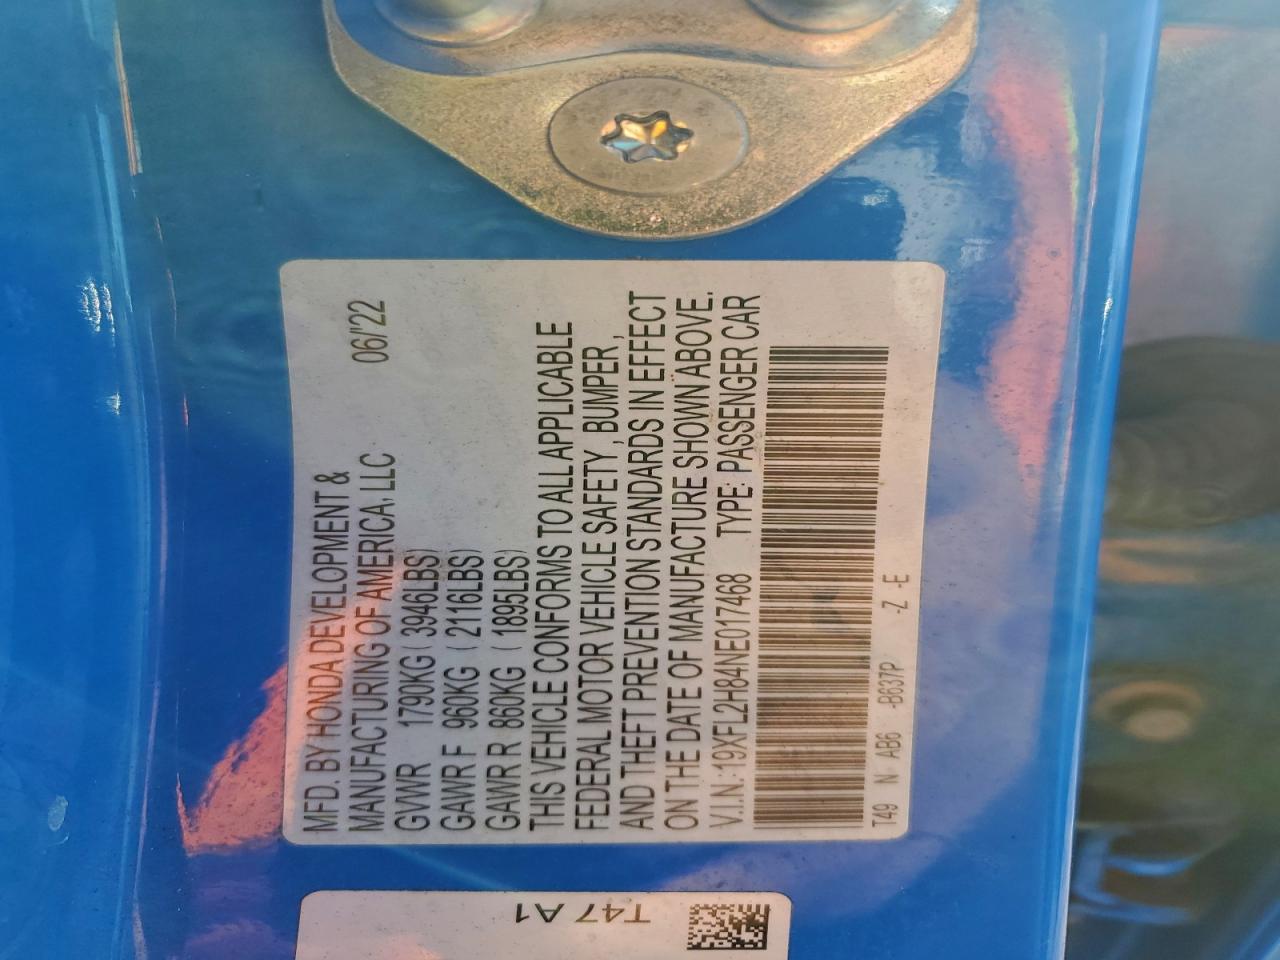 MFD. BY HONDA DEVELOPMENT &
MANUFACTURING OF AMERICA, LLC 06/'22
GVWR 1790KG ( 3946LBS)
GAWR F 960KG ( 2116LBS)
GAWR R 860KG ( 1895LBS)
THIS VEHICLE CONFORMS TO ALL APPLICABLE
FEDERAL MOTOR VEHICLE SAFETY , BUMPER ,
AND THEFT PREVENTION STANDARDS IN EFFECT
ON THE DATE OF MANUFACTURE SHOWN ABOVE.
V.I.N.: 19XFL2H84NE017468 TYPE: PASSENGER CAR
T49 N AB6 -B637P -Z -E
T47 A1